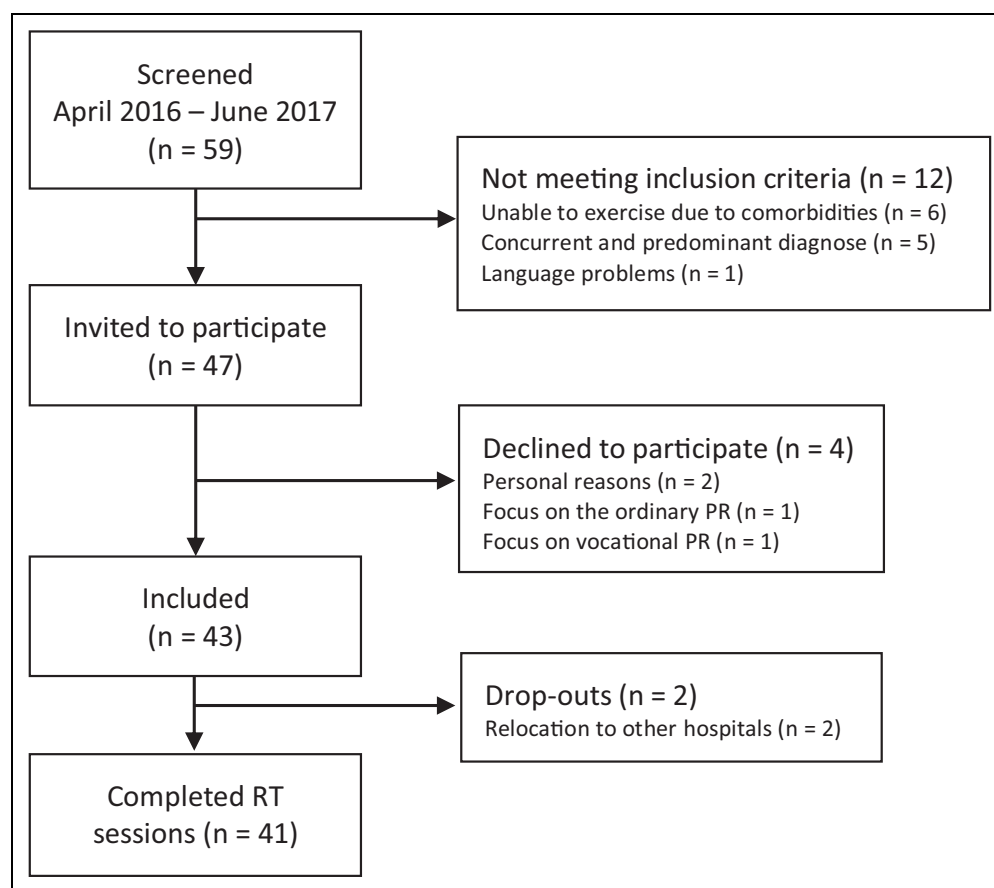 Screened
April 2016 – June 2017
(n = 59)
Not meeting inclusion criteria (n = 12)
Unable to exercise due to comorbidities (n = 6)
Concurrent and predominant diagnose (n = 5)
Language problems (n = 1)
Invited to participate
(n = 47)
Declined to participate (n = 4)
Personal reasons (n = 2)
Focus on the ordinary PR (n = 1)
Focus on vocational PR (n = 1)
Included
(n = 43)
Drop-outs (n = 2)
Relocation to other hospitals (n = 2)
Completed RT
sessions (n = 41)